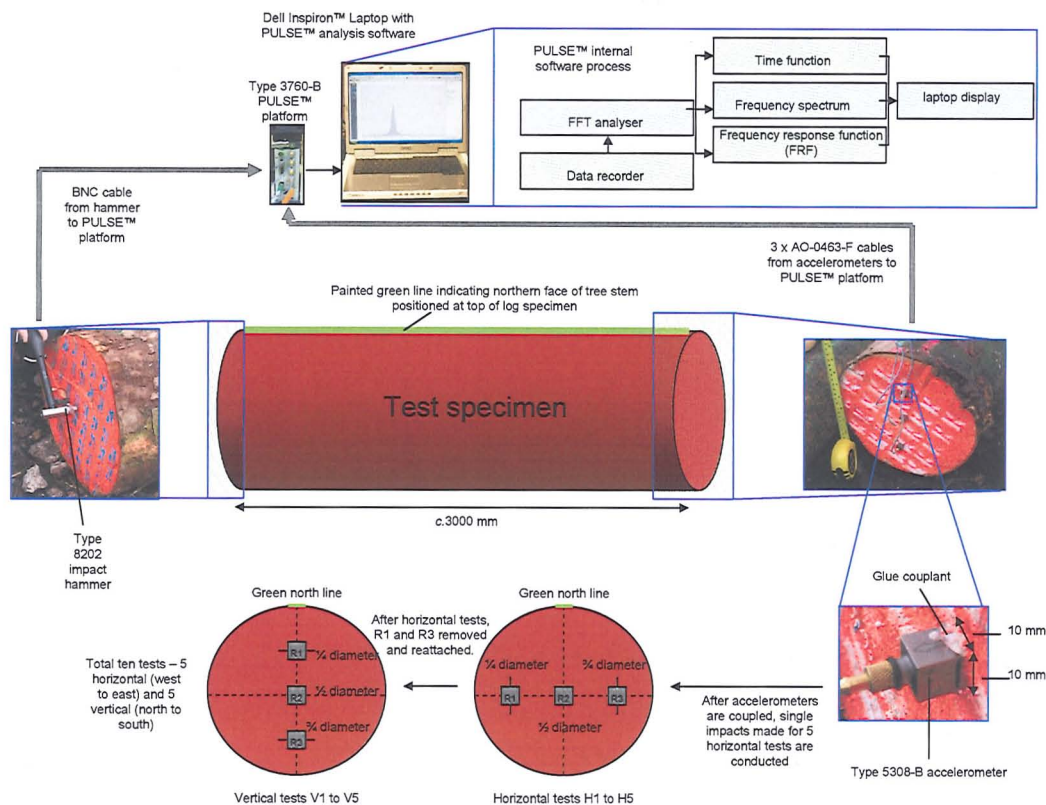 Dell Inspiron™ Laptop with
PULSE™ analysis software
Type 3760-B
PULSE™
platform
PULSE™ internal
software process
Time function
Frequency spectrum
Frequency response function
(FRF)
FFT analyser
Data recorder
laptop display
BNC cable
from hammer
to PULSE™
platform
3 x AO-0463-F cables
from accelerometers to
PULSE™ platform
Painted green line indicating northern face of tree stem
positioned at top of log specimen
Test specimen
c.3000 mm
Type
8202
impact
hammer
Glue couplant
10 mm
10 mm
Type 5308-B accelerometer
Green north line
Total ten tests – 5
horizontal (west
to east) and 5
vertical (north to
south)
R1
¼ diameter
R2
½ diameter
¾ diameter
R3
Vertical tests V1 to V5
After horizontal tests,
R1 and R3 removed
and reattached.
Green north line
¼ diameter
¾ diameter
R1
R2
R3
½ diameter
Horizontal tests H1 to H5
After accelerometers
are coupled, single
impacts made for 5
horizontal tests are
conducted